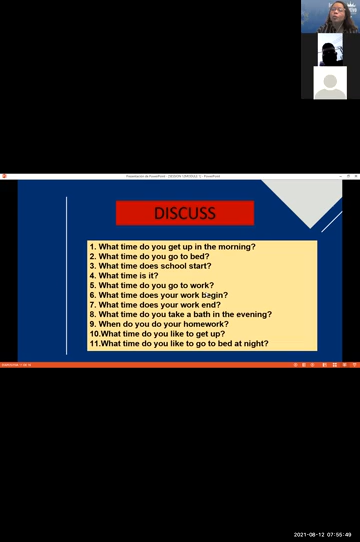 DISCUSS
1. What time do you get up in the morning?
2. What time do you go to bed?
3. What time does school start?
4. What time is it?
5. What time do you go to work?
6. What time does your work begin?
7. What time does your work end?
8. What time do you take a bath in the evening?
9. When do you do your homework?
10.What time do you like to get up?
11.What time do you like to go to bed at night?
2021-08-12 07:55:49